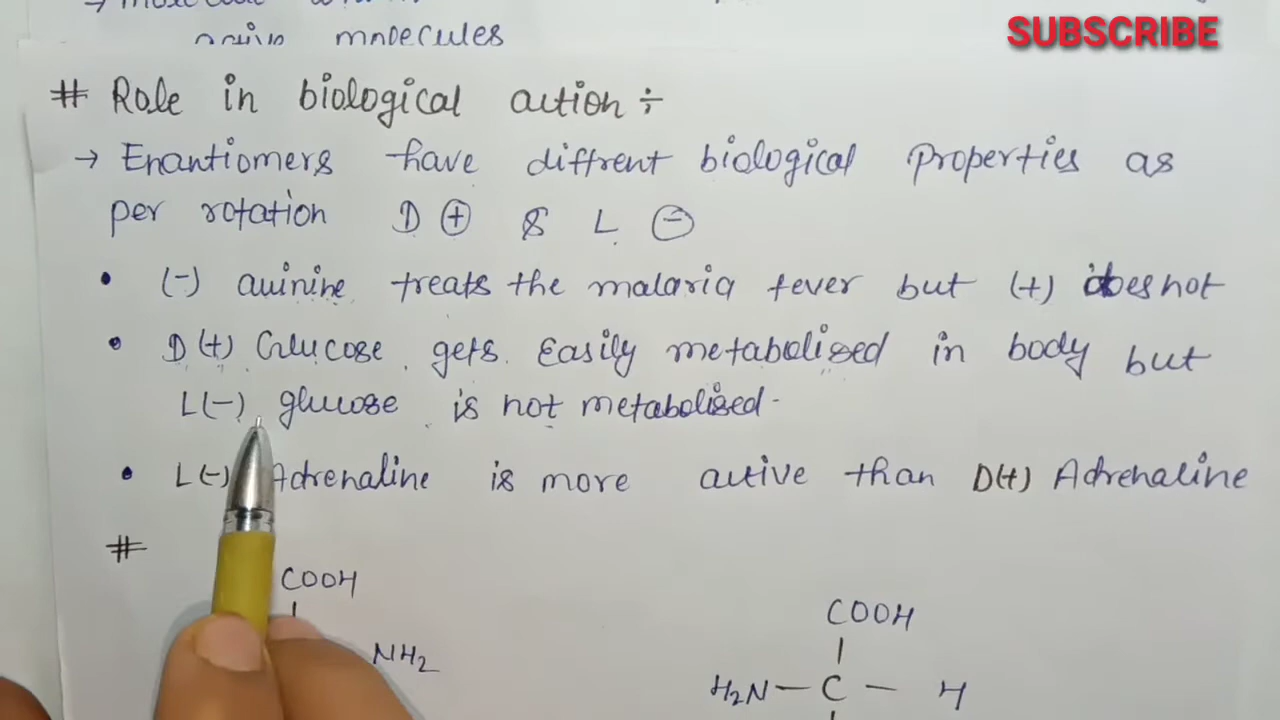 SUBSCRIBE
molecules
# Role in biological action ÷
→ Enantiomers have diffrent biological properties as
per rotation D (+) & L (-)
• (-) Quinine treats the malaria fever but (+) does not
• D (+) Glucose gets Easily metabolised in body but
L(-) glucose is not metabolised.
• L(-) Adrenaline is more active than D(+) Adrenaline
#
COOH
COOH
NH2
H2N — C — H